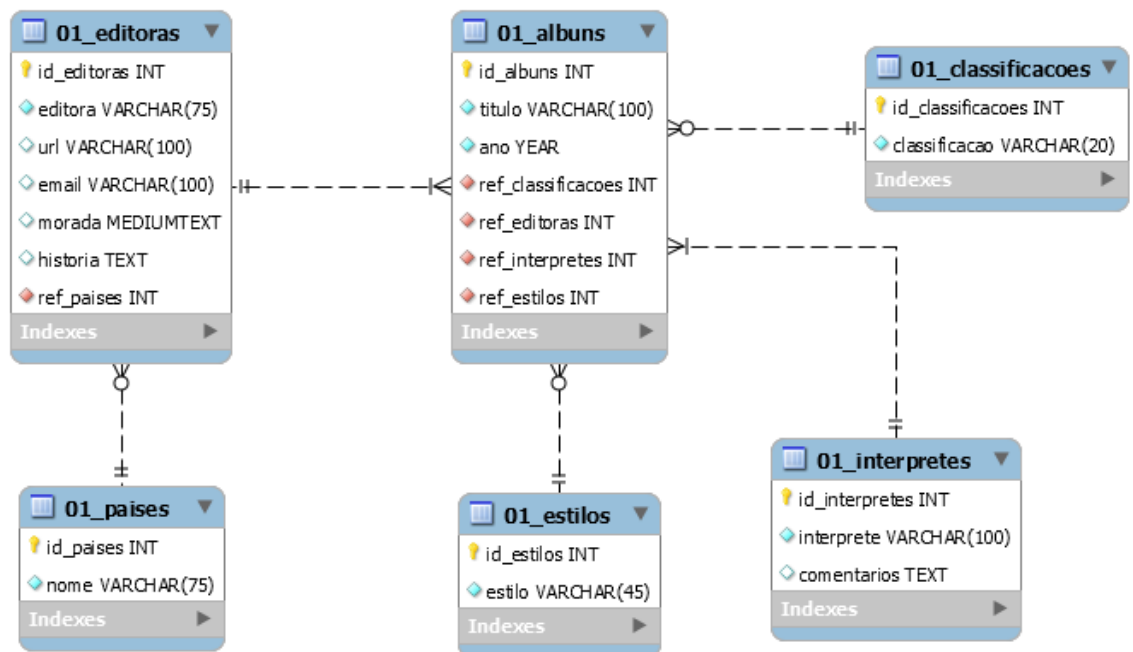 01_editoras
id_editoras INT
editora VARCHAR(75)
url VARCHAR(100)
email VARCHAR(100)
morada MEDIUMTEXT
historia TEXT
ref_paises INT
Indexes
01_albuns
id_albuns INT
titulo VARCHAR(100)
ano YEAR
ref_classificacoes INT
ref_editoras INT
ref_interpretes INT
ref_estilos INT
Indexes
01_classificacoes
id_classificacoes INT
classificacao VARCHAR(20)
Indexes
01_paises
id_paises INT
nome VARCHAR(75)
Indexes
01_estilos
id_estilos INT
estilo VARCHAR(45)
Indexes
01_interpretes
id_interpretes INT
interprete VARCHAR(100)
comentarios TEXT
Indexes